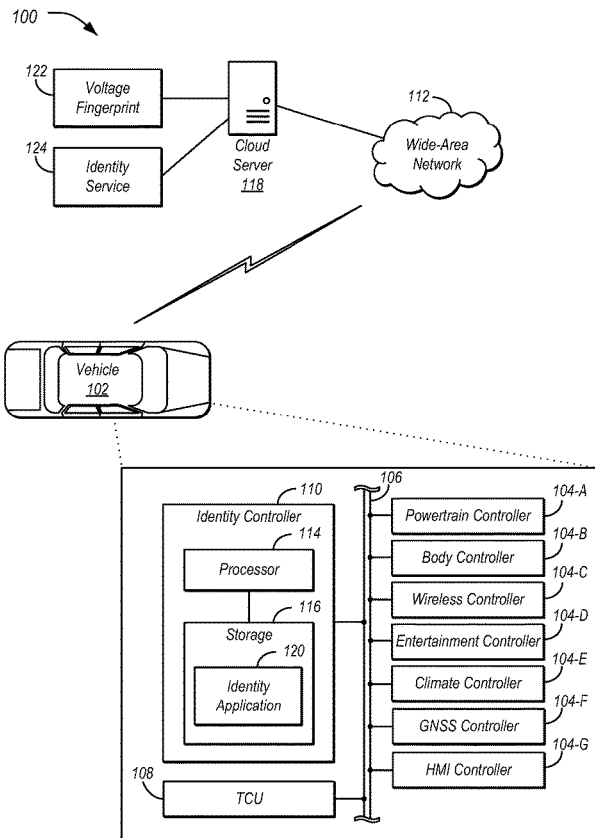 100
122
Voltage
Fingerprint
124
Identity
Service
Cloud
Server
118
112
Wide-Area
Network
Vehicle
102
110
Identity Controller
114
Processor
116
Storage
120
Identity
Application
108
TCU
106
104-A
Powertrain Controller
104-B
Body Controller
104-C
Wireless Controller
104-D
Entertainment Controller
104-E
Climate Controller
104-F
GNSS Controller
104-G
HMI Controller